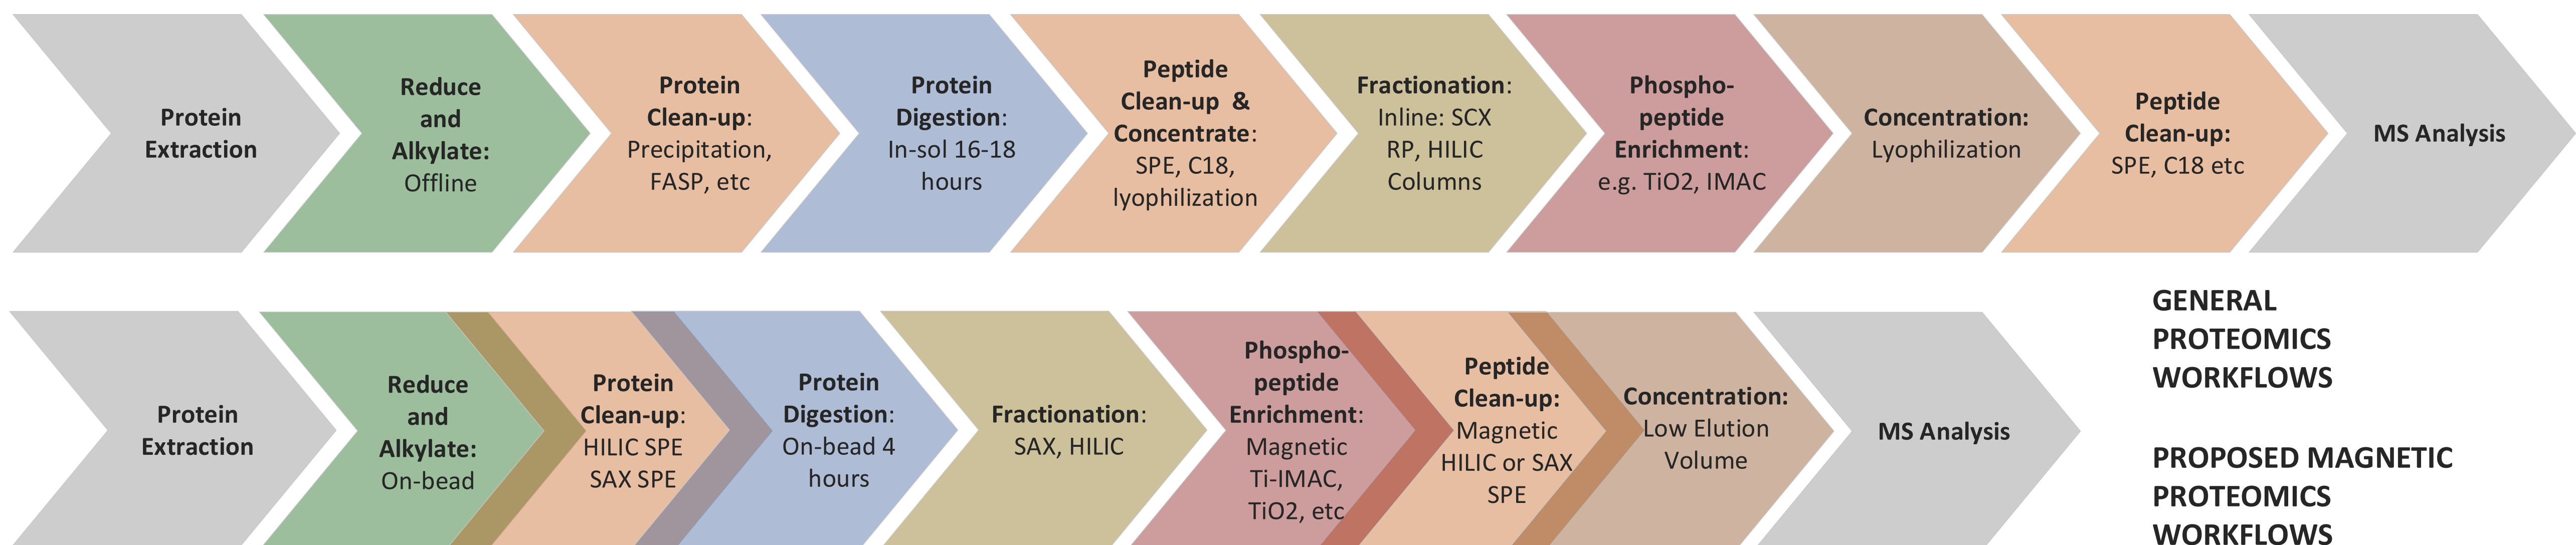 Protein
Extraction
Reduce
and
Alkylate:
Offline
Protein
Clean-up:
Precipitation,
FASP, etc
Protein
Digestion:
In-sol 16-18
hours
Peptide
Clean-up &
Concentrate:
SPE, C18,
lyophilization
Fractionation:
Inline: SCX
RP, HILIC
Columns
Phospho-
peptide
Enrichment:
e.g. TiO2, IMAC
Concentration:
Lyophilization
Peptide
Clean-up:
SPE, C18 etc
MS Analysis
GENERAL
PROTEOMICS
WORKFLOWS
Protein
Extraction
Reduce
and
Alkylate:
On-bead
Protein
Clean-up:
HILIC SPE
SAX SPE
Protein
Digestion:
On-bead 4
hours
Fractionation:
SAX, HILIC
Phospho-
peptide
Enrichment:
Magnetic
Ti-IMAC,
TiO2, etc
Peptide
Clean-up:
Magnetic
HILIC or SAX
SPE
Concentration:
Low Elution
Volume
MS Analysis
PROPOSED MAGNETIC
PROTEOMICS
WORKFLOWS